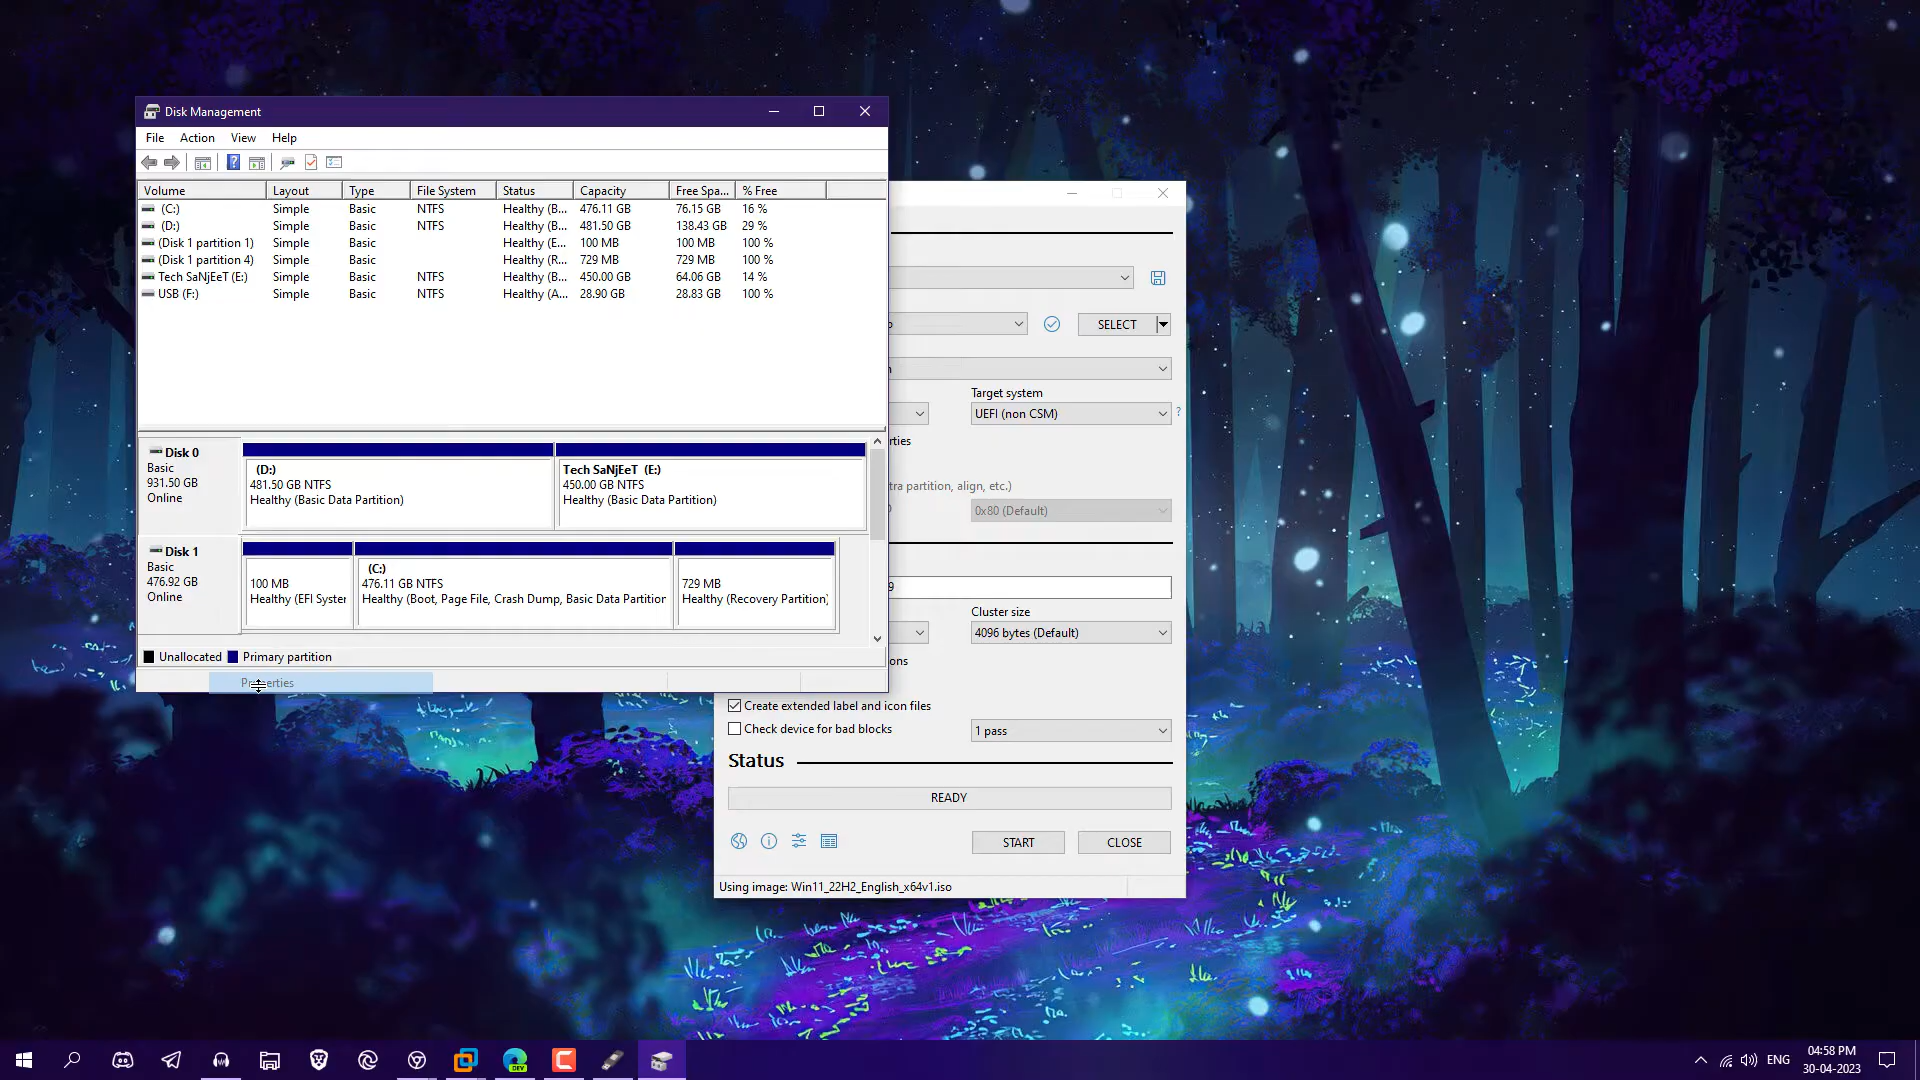 Disk Management
File Action View Help
Volume Layout Type File System Status Capacity Free Spa... % Free
(C:) Simple Basic NTFS Healthy (B... 476.11 GB 76.15 GB 16 %
(D:) Simple Basic NTFS Healthy (B... 481.50 GB 138.43 GB 29 %
(Disk 1 partition 1) Simple Basic Healthy (E... 100 MB 100 MB 100 %
(Disk 1 partition 4) Simple Basic Healthy (R... 729 MB 729 MB 100 %
Tech SaNjEeT (E:) Simple Basic NTFS Healthy (B... 450.00 GB 64.06 GB 14 %
USB (F:) Simple Basic NTFS Healthy (A... 28.90 GB 28.83 GB 100 %
Disk 0
Basic
931.50 GB
Online
(D:)
481.50 GB NTFS
Healthy (Basic Data Partition)
Tech SaNjEeT (E:)
450.00 GB NTFS
Healthy (Basic Data Partition)
Disk 1
Basic
476.92 GB
Online
100 MB
Healthy (EFI Syster
(C:)
476.11 GB NTFS
Healthy (Boot, Page File, Crash Dump, Basic Data Partition
729 MB
Healthy (Recovery Partition)
Unallocated Primary partition
Properties
SELECT
Target system
UEFI (non CSM)
?
rties
tra partition, align, etc.)
0x80 (Default)
9
Cluster size
4096 bytes (Default)
ons
Create extended label and icon files
Check device for bad blocks
1 pass
Status
READY
START CLOSE
Using image: Win11_22H2_English_x64v1.iso
DEV
ENG
04:58 PM
30-04-2023